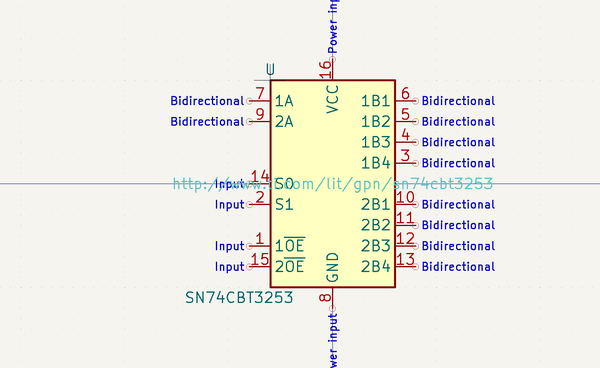 Power in
16
U
VCC
Bidirectional 7 1A 1B1 6 Bidirectional
Bidirectional 9 2A 1B2 5 Bidirectional
1B3 4 Bidirectional
1B4 3 Bidirectional
Input 14 S0
http://www.ti.com/lit/gpn/sn74cbt3253
Input 2 S1 2B1 10 Bidirectional
2B2 11 Bidirectional
Input 1 1OE 2B3 12 Bidirectional
Input 15 2OE 2B4 13 Bidirectional
GND
SN74CBT3253
8
wer input